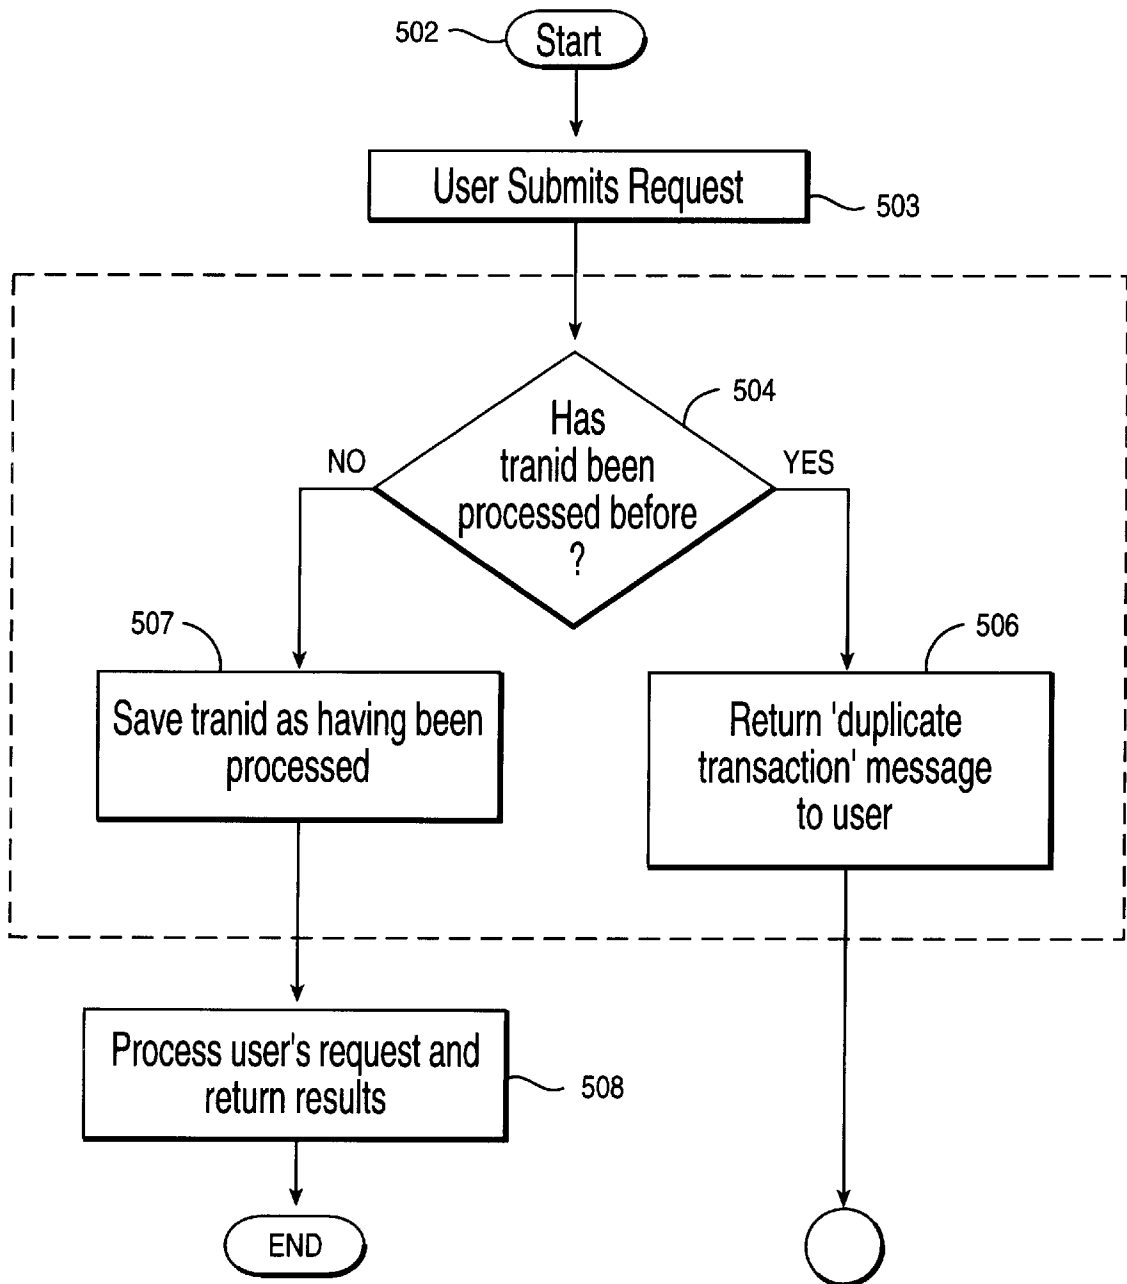 502
Start
User Submits Request
503
504
Has
tranid been
processed before
?
NO
YES
507
506
Save tranid as having been
processed
Return 'duplicate
transaction' message
to user
Process user's request and
return results
508
END